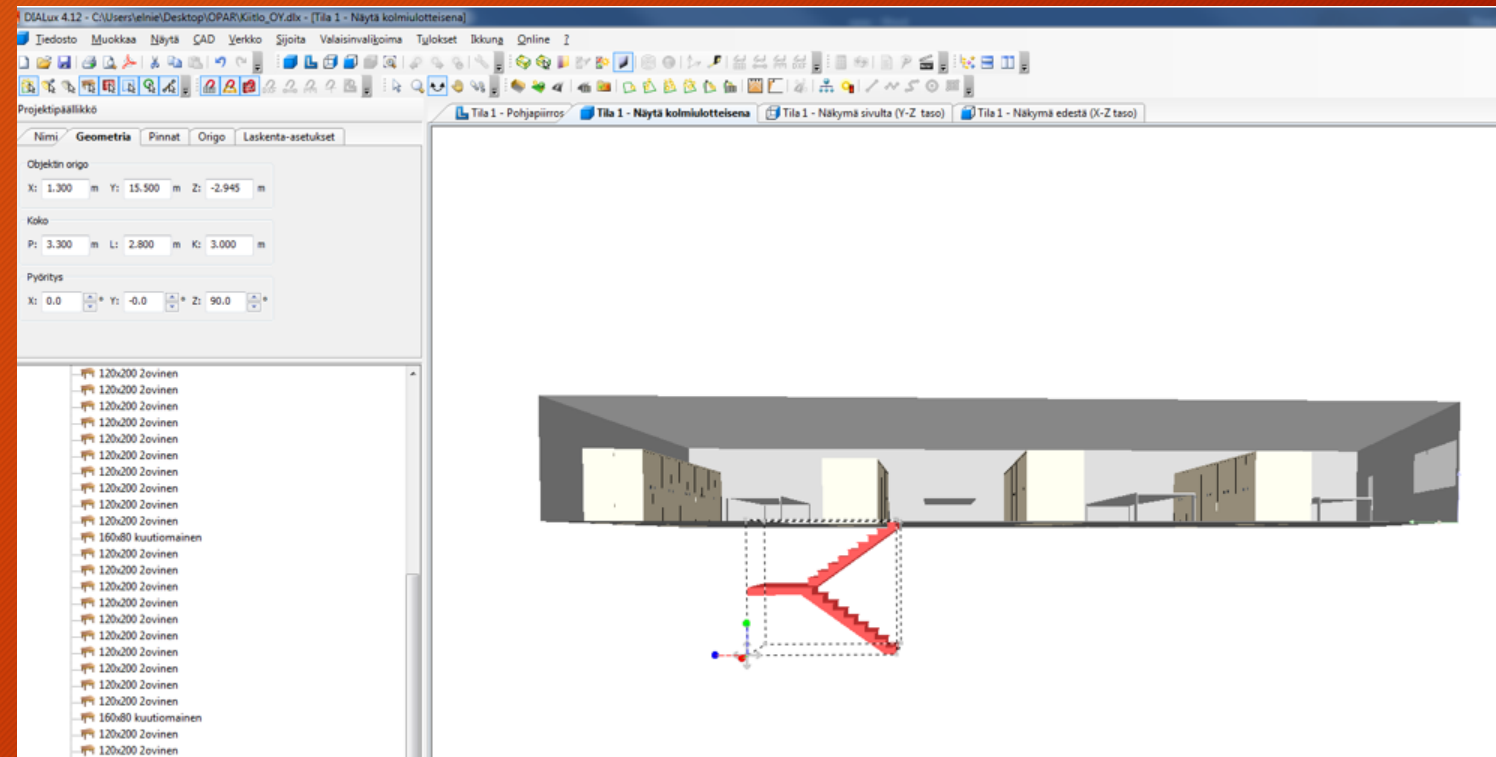 DIALux 4.12 - C:\Users\elnie\Desktop\OPAR\Kiitlo_OY.dlx - [Tila 1 - Näytä kolmiulotteisena]
Tiedosto Muokkaa Näytä CAD Verkko Sijoita Valaisinvalikoima Tulokset Ikkuna Online ?
Projektipäällikkö
Tila 1 - Pohjapiirros Tila 1 - Näytä kolmiulotteisena Tila 1 - Näkymä sivulta (Y-Z taso) Tila 1 - Näkymä edestä (X-Z taso)
Nimi Geometria Pinnat Origo Laskenta-asetukset
Objektin origo
X: 1.300 m Y: 15.500 m Z: -2.945 m
Koko
P: 3.300 m L: 2.800 m K: 3.000 m
Pyöritys
X: 0.0 ° Y: -0.0 ° Z: 90.0 °
120x200 2ovinen
120x200 2ovinen
120x200 2ovinen
120x200 2ovinen
120x200 2ovinen
120x200 2ovinen
120x200 2ovinen
120x200 2ovinen
120x200 2ovinen
120x200 2ovinen
160x80 kuutiomainen
120x200 2ovinen
120x200 2ovinen
120x200 2ovinen
120x200 2ovinen
120x200 2ovinen
120x200 2ovinen
120x200 2ovinen
120x200 2ovinen
120x200 2ovinen
120x200 2ovinen
160x80 kuutiomainen
120x200 2ovinen
120x200 2ovinen